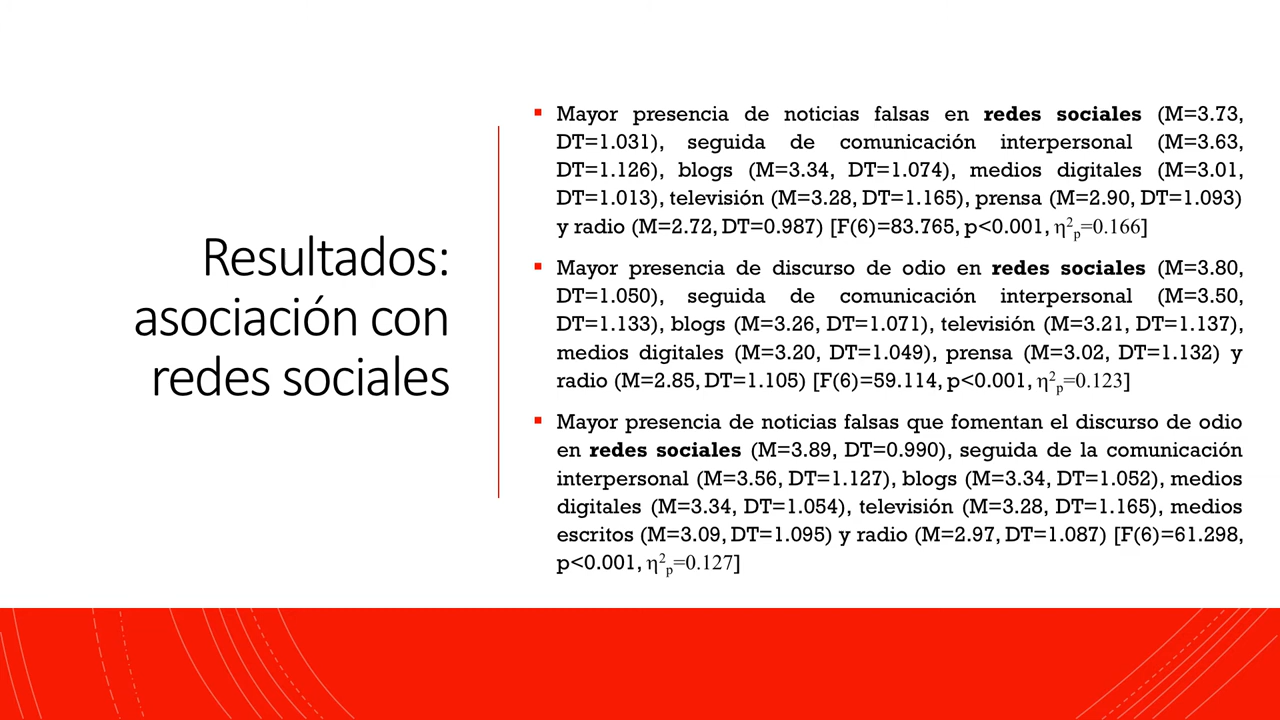 Resultados:
asociación con
redes sociales
▪ Mayor presencia de noticias falsas en redes sociales (M=3.73,
DT=1.031), seguida de comunicación interpersonal (M=3.63,
DT=1.126), blogs (M=3.34, DT=1.074), medios digitales (M=3.01,
DT=1.013), televisión (M=3.28, DT=1.165), prensa (M=2.90, DT=1.093)
y radio (M=2.72, DT=0.987) [F(6)=83.765, p<0.001, η²ₚ=0.166]
▪ Mayor presencia de discurso de odio en redes sociales (M=3.80,
DT=1.050), seguida de comunicación interpersonal (M=3.50,
DT=1.133), blogs (M=3.26, DT=1.071), televisión (M=3.21, DT=1.137),
medios digitales (M=3.20, DT=1.049), prensa (M=3.02, DT=1.132) y
radio (M=2.85, DT=1.105) [F(6)=59.114, p<0.001, η²ₚ=0.123]
▪ Mayor presencia de noticias falsas que fomentan el discurso de odio
en redes sociales (M=3.89, DT=0.990), seguida de la comunicación
interpersonal (M=3.56, DT=1.127), blogs (M=3.34, DT=1.052), medios
digitales (M=3.34, DT=1.054), televisión (M=3.28, DT=1.165), medios
escritos (M=3.09, DT=1.095) y radio (M=2.97, DT=1.087) [F(6)=61.298,
p<0.001, η²ₚ=0.127]